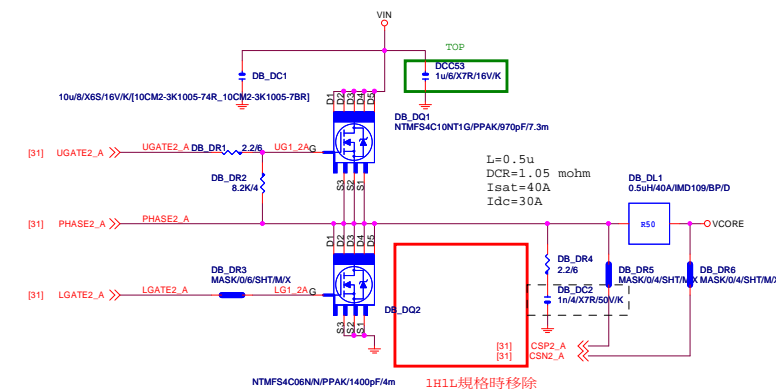 VIN
TOP
DB_DC1
DCC53
1u/6/X7R/16V/K
10u/8/X6S/16V/K/[10CM2-3K1005-74R_10CM2-3K1005-7BR]
D1 D2 D3 D4 D5
DB_DQ1
NTMFS4C10NT1G/PPAK/970pF/7.3m
[31] UGATE2_A UGATE2_A DB_DR1 2.2/6 UG1_2A G
DB_DR2
8.2K/4
S3 S2 S1
L=0.5u
DCR=1.05 mohm
Isat=40A
Idc=30A
DB_DL1
0.5uH/40A/IMD109/BP/D
[31] PHASE2_A PHASE2_A
R50
VCORE
D1 D2 D3 D4 D5
DB_DR3
MASK/0/6/SHT/M/X
[31] LGATE2_A LGATE2_A LG1_2A G
DB_DR4
2.2/6
DB_DR5
MASK/0/4/SHT/M/X
DB_DR6
MASK/0/4/SHT/M/X
DB_DC2
1n/4/X7R/50V/K
DB_DQ2
S3 S2 S1
[31] CSP2_A
[31] CSN2_A
NTMFS4C06N/N/PPAK/1400pF/4m
1H1L規格時移除